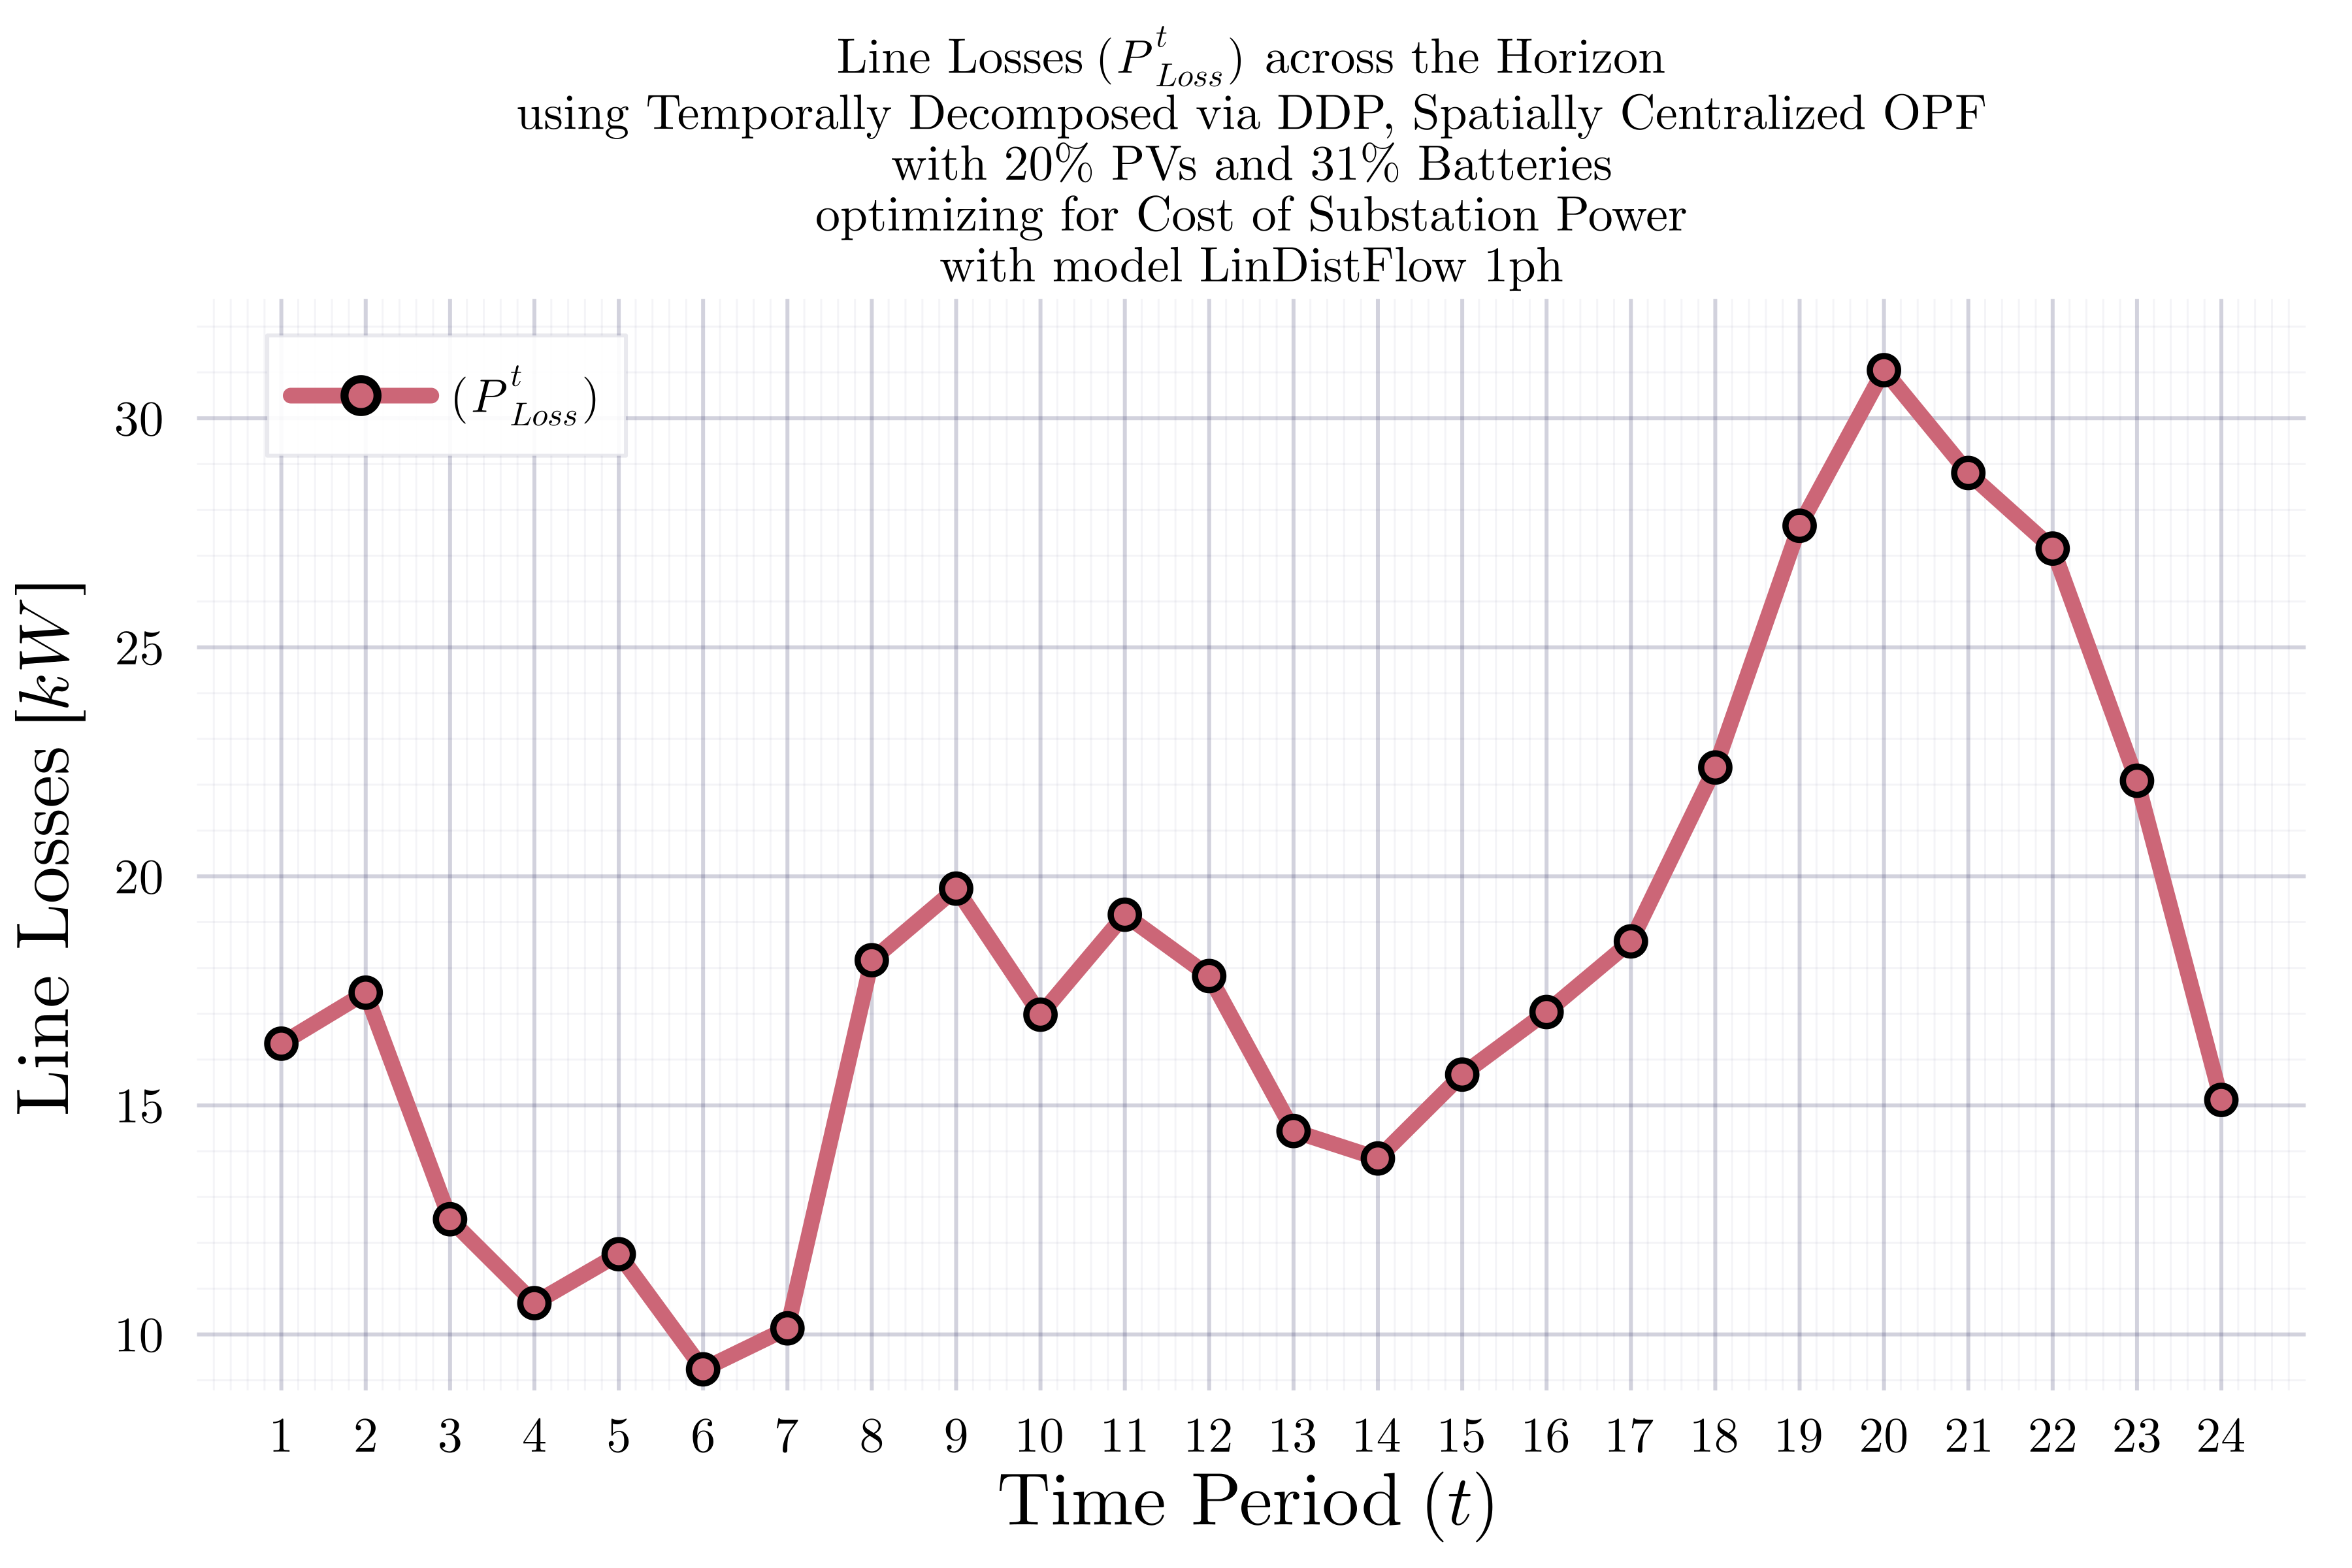 Line Losses (P^t_Loss) across the Horizon
using Temporally Decomposed via DDP, Spatially Centralized OPF
with 20% PVs and 31% Batteries
optimizing for Cost of Substation Power
with model LinDistFlow 1ph
(P^t_Loss)
30
25
20
15
10
Line Losses [kW]
1 2 3 4 5 6 7 8 9 10 11 12 13 14 15 16 17 18 19 20 21 22 23 24
Time Period (t)